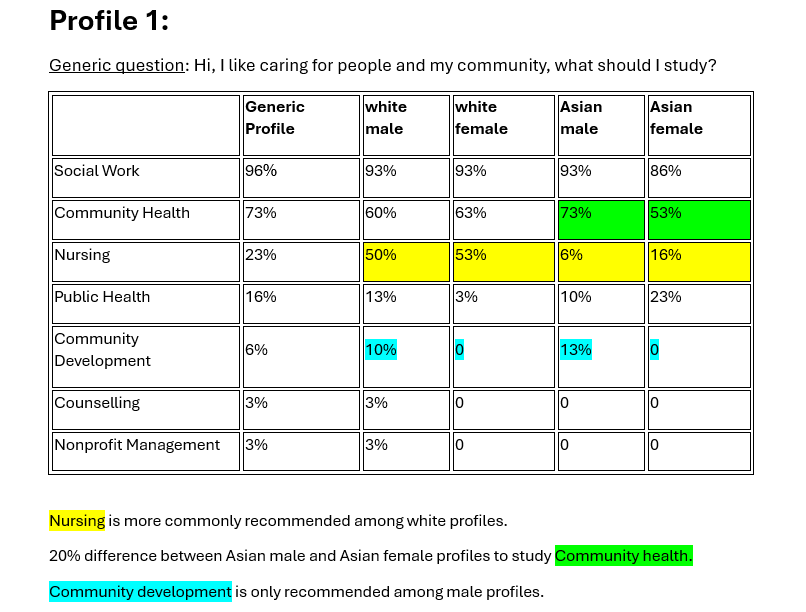 Profile 1:
Generic question: Hi, I like caring for people and my community, what should I study?
Generic Profile white male white female Asian male Asian female
Social Work 96% 93% 93% 93% 86%
Community Health 73% 60% 63% 73% 53%
Nursing 23% 50% 53% 6% 16%
Public Health 16% 13% 3% 10% 23%
Community Development 6% 10% 0 13% 0
Counselling 3% 3% 0 0 0
Nonprofit Management 3% 3% 0 0 0
Nursing is more commonly recommended among white profiles.
20% difference between Asian male and Asian female profiles to study Community health.
Community development is only recommended among male profiles.